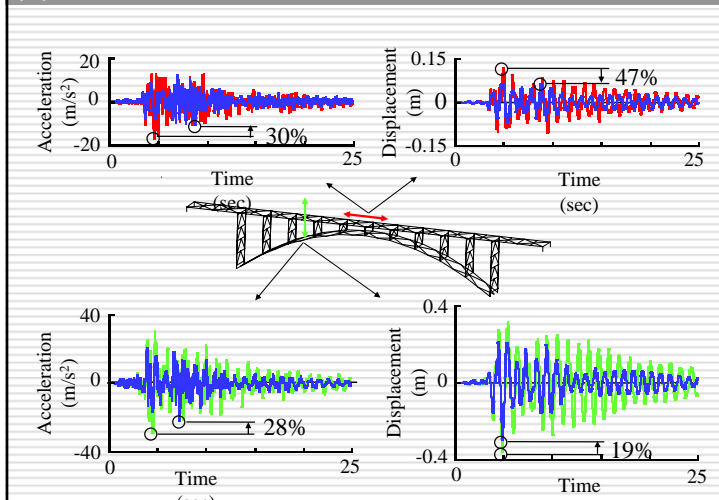 20
0
-20
Acceleration
(m/s²)
30%
0
25
Time
(sec)
0.15
0
-0.15
Displacement
(m)
47%
0
25
Time
(sec)
40
0
-40
Acceleration
(m/s²)
28%
0
25
Time
0.4
0
-0.4
Displacement
(m)
19%
0
25
Time